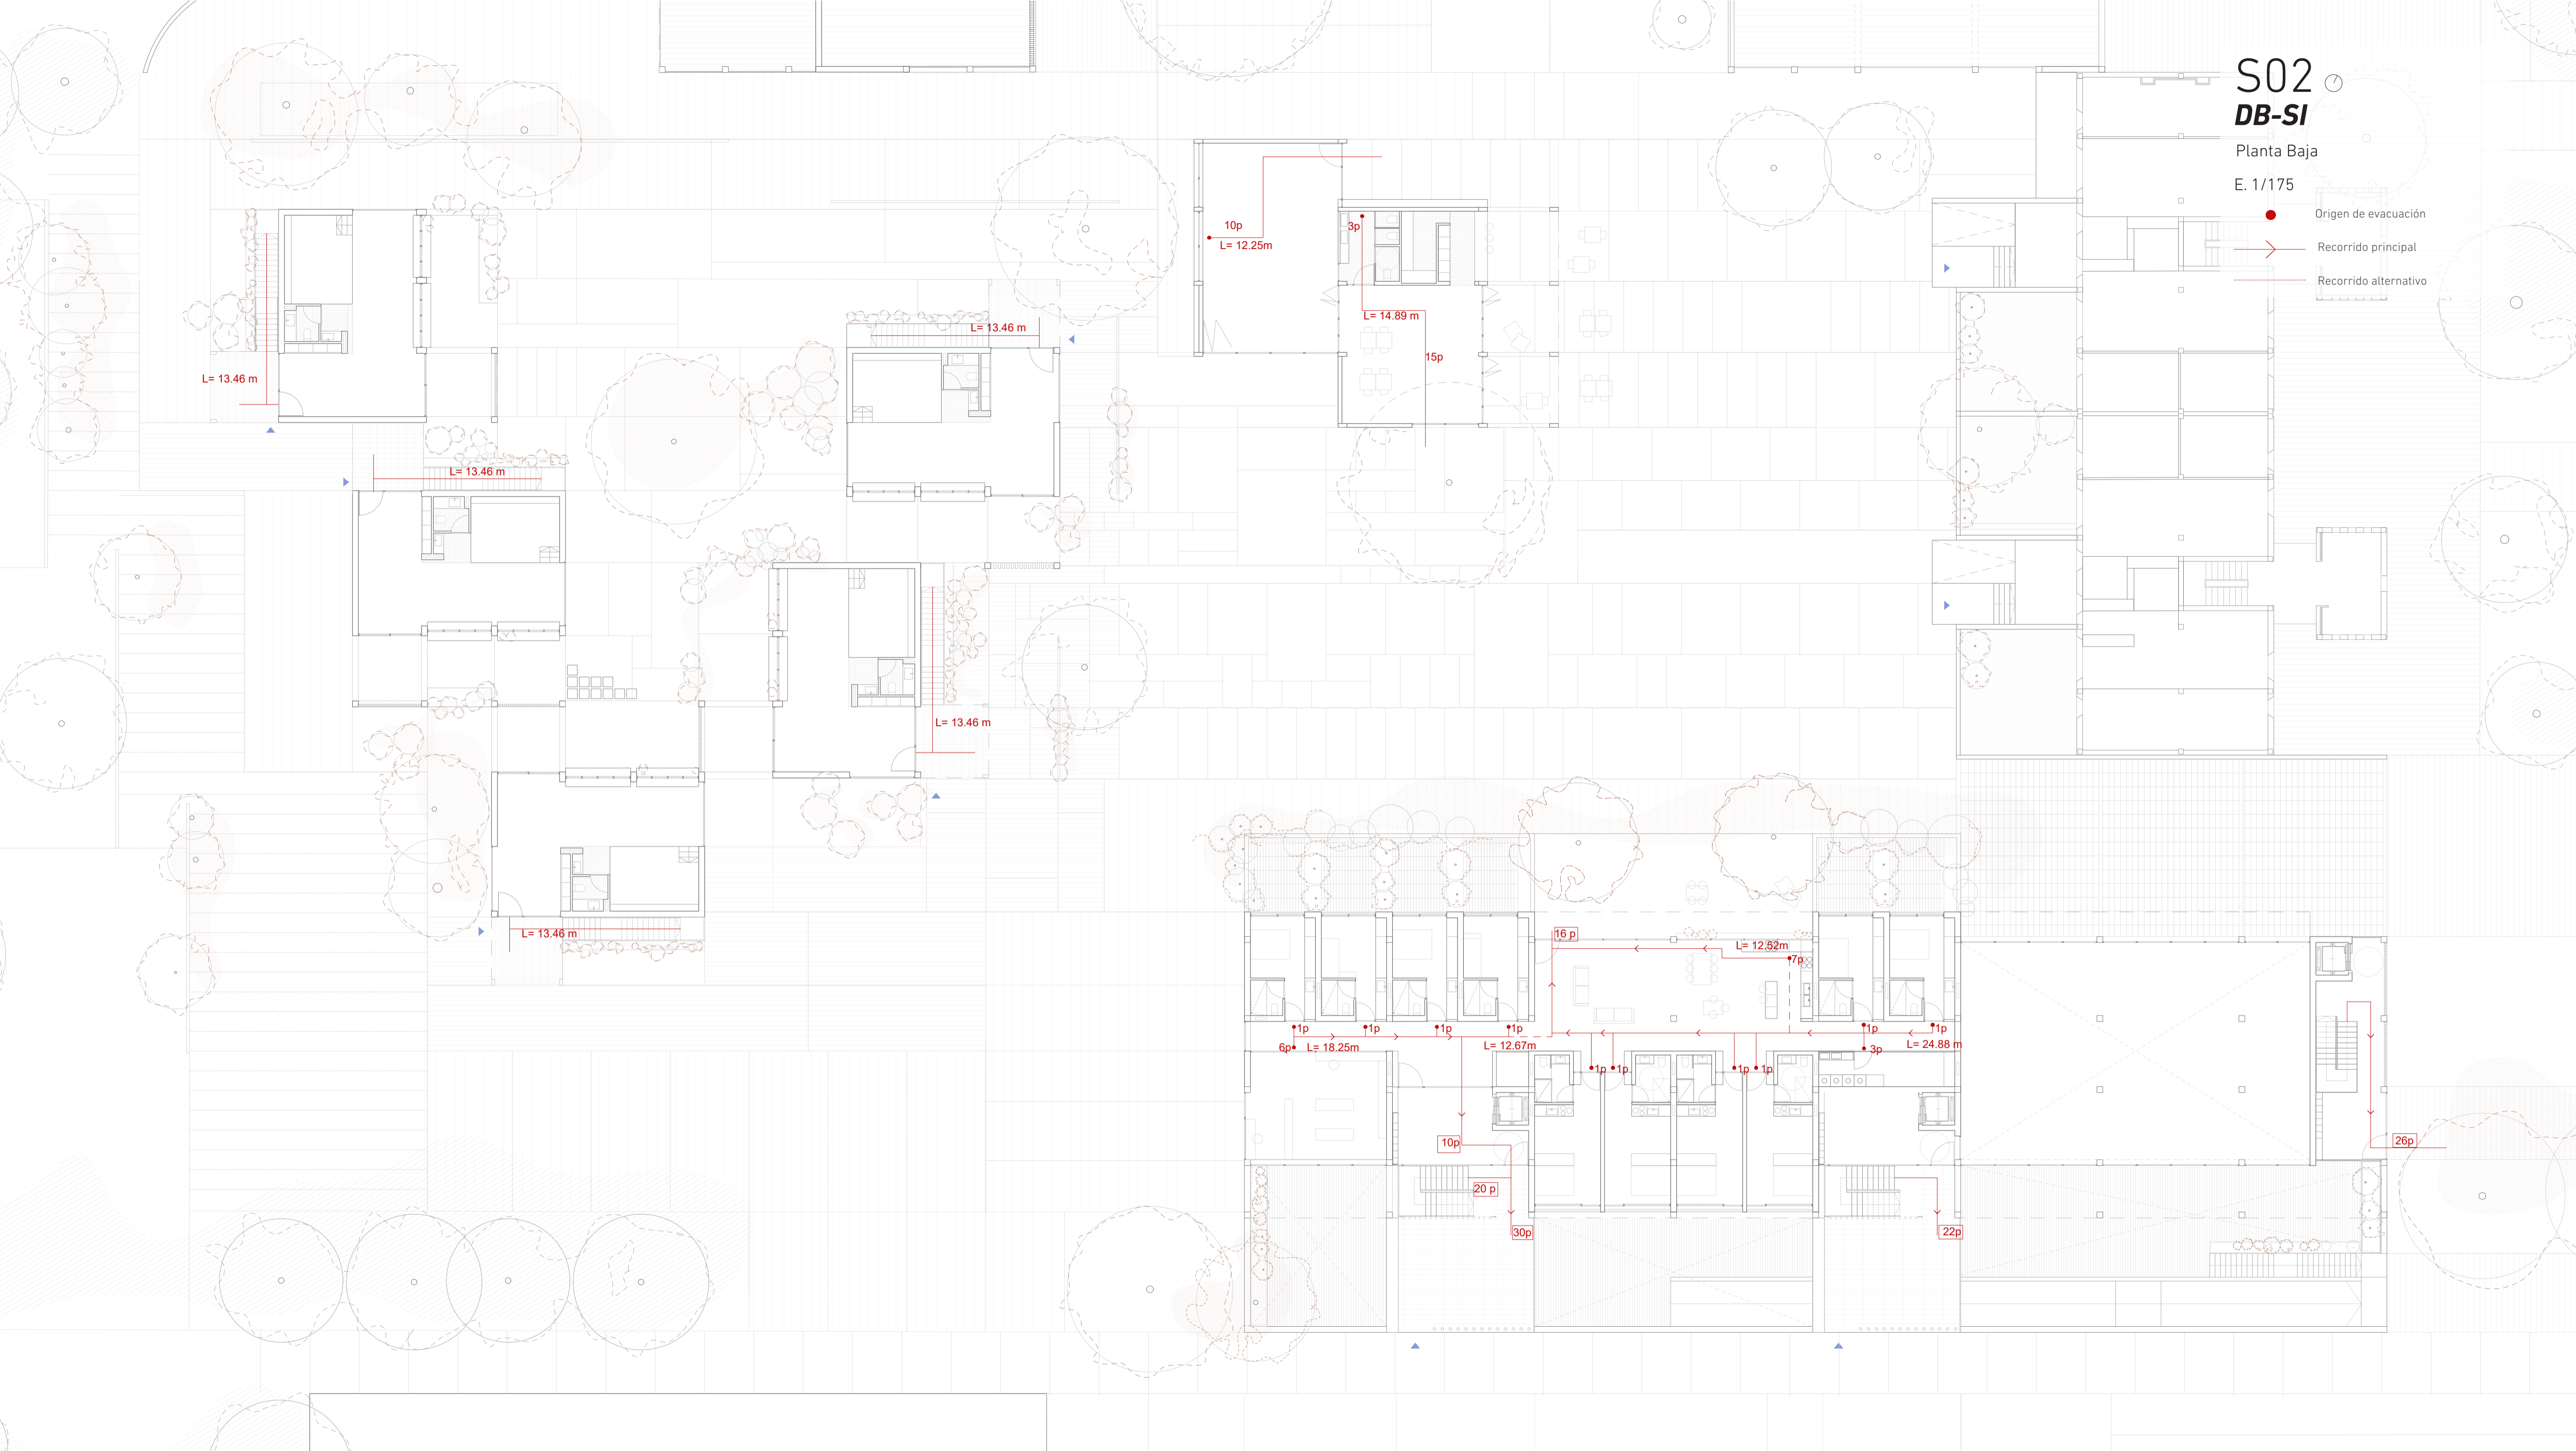 S02
DB-SI
Planta Baja
E. 1/175
Origen de evacuación
Recorrido principal
Recorrido alternativo
10p
L= 12.25m
3p
L= 14.89 m
15p
L= 13.46 m
L= 13.46 m
L= 13.46 m
L= 13.46 m
L= 13.46 m
16 p
L= 12.52m
7p
1p
1p
1p
1p
1p
1p
6p
L= 18.25m
L= 12.67m
3p
L= 24.88 m
1p
1p
1p
1p
10p
26p
20 p
30p
22p